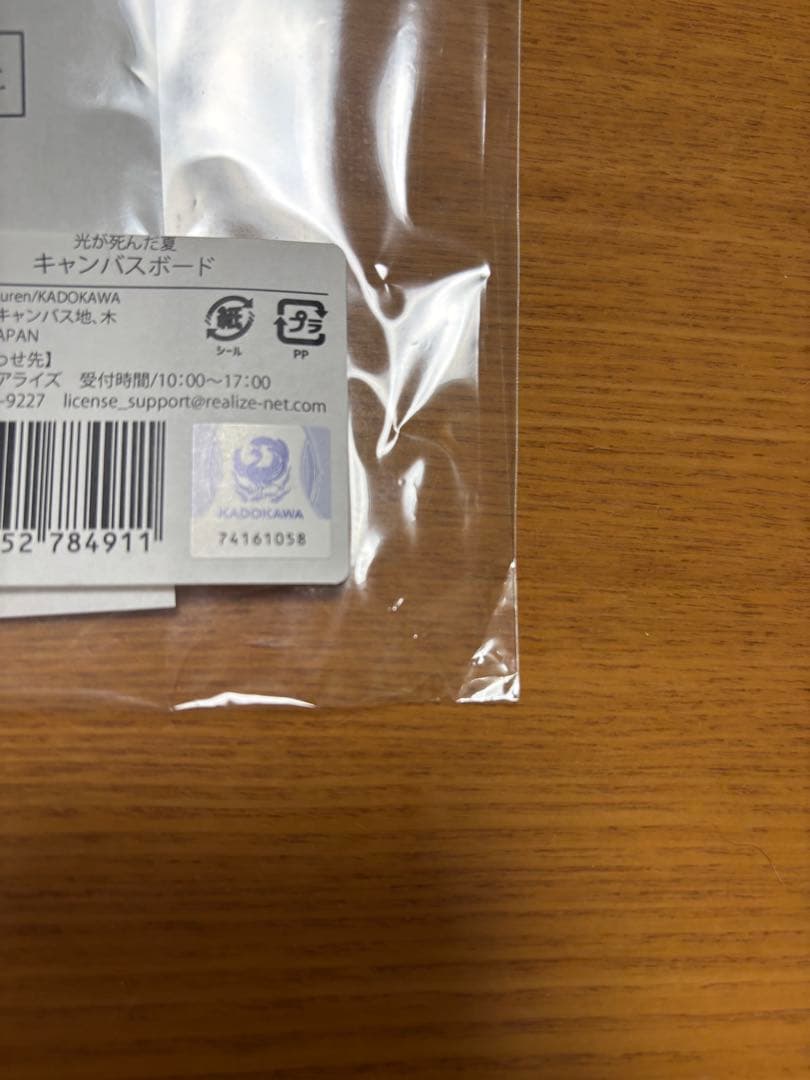 光が死んだ夏
キャンバスボード
uren/KADOKAWA
キャンバス地、木
APAN
わせ先】
アライズ 受付時間/10:00〜17:00
-9227 license_support@realize-net.com
紙
シール
プラ
PP
52 784911
KADOKAWA
74161058